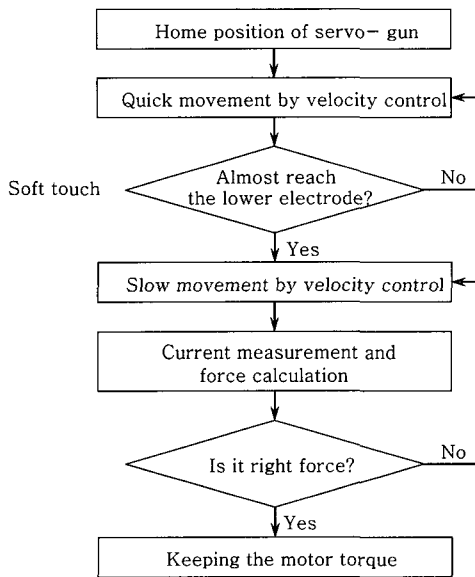 Home position of servo- gun
Quick movement by velocity control
Soft touch
Almost reach
the lower electrode?
No
Yes
Slow movement by velocity control
Current measurement and
force calculation
Is it right force?
No
Yes
Keeping the motor torque